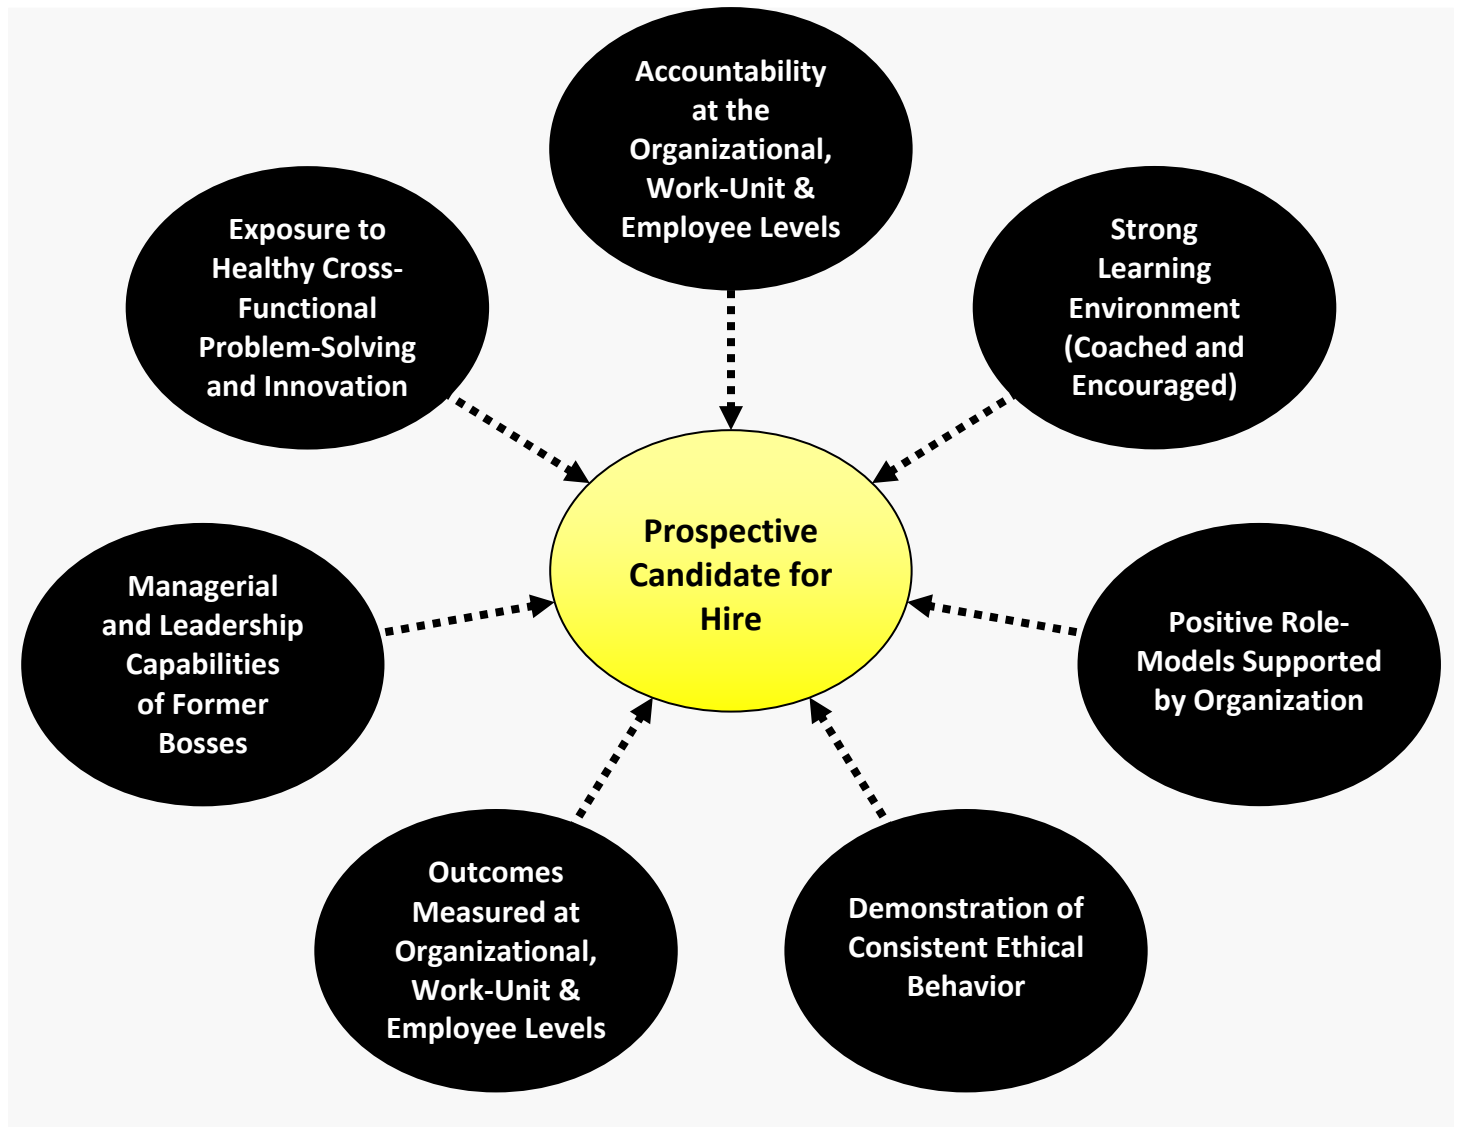 Accountability
at the
Organizational,
Work-Unit &
Employee Levels
Strong
Learning
Environment
(Coached and
Encouraged)
Positive Role-
Models Supported
by Organization
Demonstration of
Consistent Ethical
Behavior
Outcomes
Measured at
Organizational,
Work-Unit &
Employee Levels
Managerial
and Leadership
Capabilities
of Former
Bosses
Exposure to
Healthy Cross-
Functional
Problem-Solving
and Innovation
Prospective
Candidate for
Hire